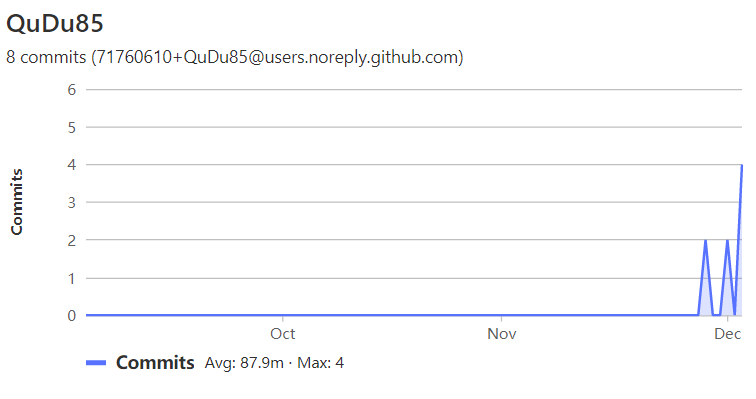 QuDu85
8 commits (71760610+QuDu85@users.noreply.github.com)
6
5
4
3
2
1
0
Commits
Oct Nov Dec
Commits Avg: 87.9m · Max: 4